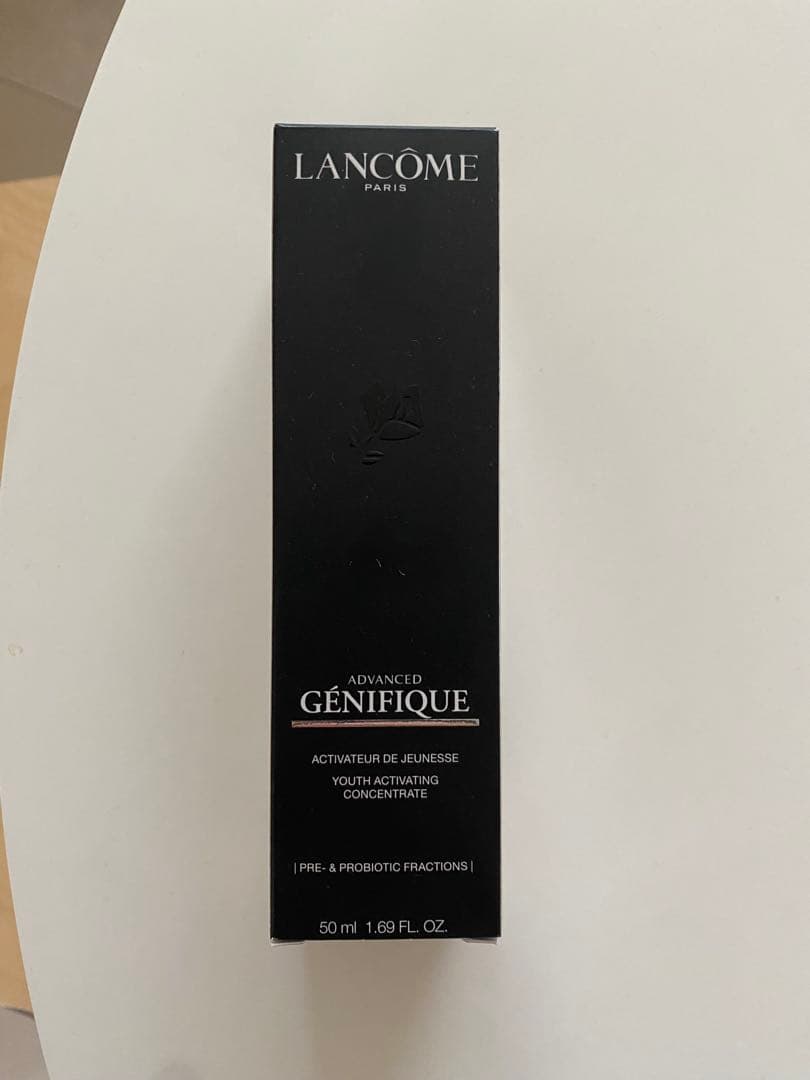 LANCÔME
PARIS
ADVANCED
GÉNIFIQUE
ACTIVATEUR DE JEUNESSE
YOUTH ACTIVATING
CONCENTRATE
| PRE- & PROBIOTIC FRACTIONS |
50 ml 1.69 FL. OZ.